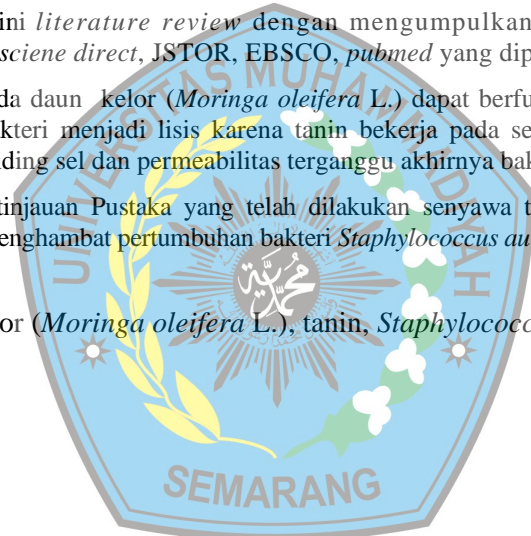 ini literature review dengan mengumpulkan
sciene direct, JSTOR, EBSCO, pubmed yang dip
da daun kelor (Moringa oleifera L.) dapat berfu
kteri menjadi lisis karena tanin bekerja pada se
ding sel dan permeabilitas terganggu akhirnya bak
tinjauan Pustaka yang telah dilakukan senyawa t
enghambat pertumbuhan bakteri Staphylococcus au
or (Moringa oleifera L.), tanin, Staphylococc
UNIVERSITAS MUHAMMADIYAH
SEMARANG